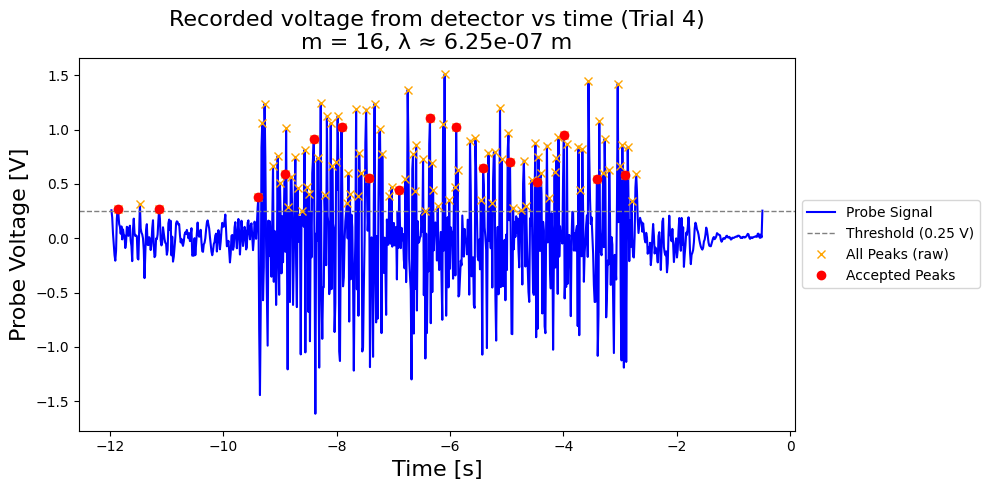 Recorded voltage from detector vs time (Trial 4)
m = 16, λ ≈ 6.25e-07 m
Probe Voltage [V]
1.5
1.0
0.5
0.0
−0.5
−1.0
−1.5
−12
−10
−8
−6
−4
−2
0
Time [s]
Probe Signal
Threshold (0.25 V)
All Peaks (raw)
Accepted Peaks